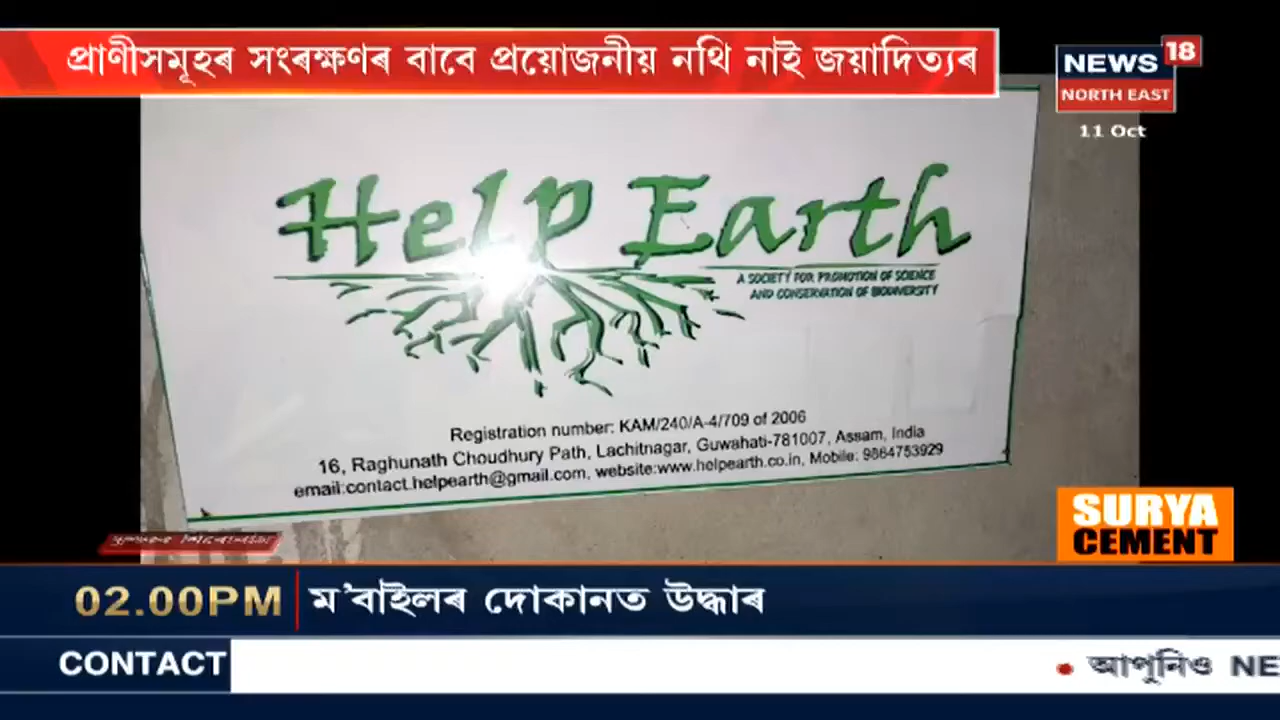 প্ৰাণীসমূহৰ সংৰক্ষণৰ বাবে প্ৰয়োজনীয় নথি নাই জয়াদিত্যৰ
NEWS 18
NORTH EAST
11 Oct
Help Earth
A SOCIETY FOR PROMOTION OF SCIENCE
AND CONSERVATION OF BIODIVERSITY
Registration number: KAM/240/A-4/709 of 2006
16, Raghunath Choudhury Path, Lachitnagar, Guwahati-781007, Assam, India
email:contact.helpearth@gmail.com, website:www.helpearth.co.in, Mobile: 9864753929
SURYA
CEMENT
02.00PM
ম'বাইলৰ দোকানত উদ্ধাৰ
CONTACT
আপুনিও NE